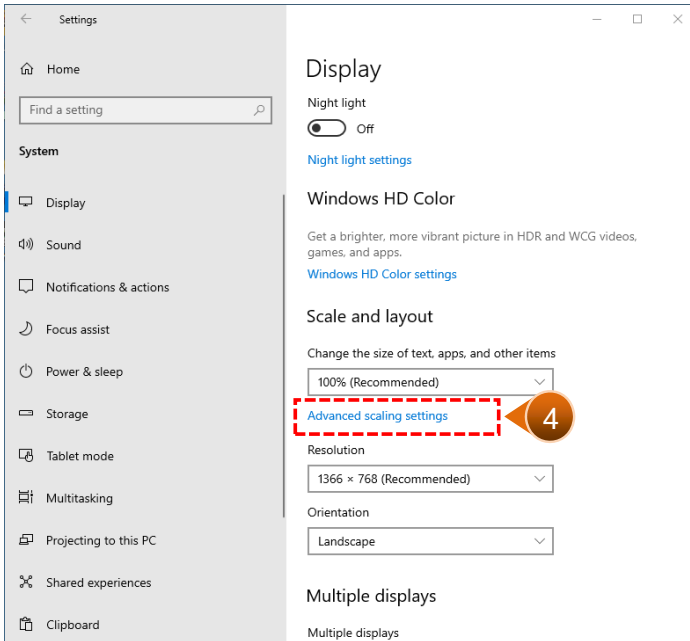 Settings
Home
Find a setting
System
Display
Sound
Notifications & actions
Focus assist
Power & sleep
Storage
Tablet mode
Multitasking
Projecting to this PC
Shared experiences
Clipboard
Display
Night light
Off
Night light settings
Windows HD Color
Get a brighter, more vibrant picture in HDR and WCG videos,
games, and apps.
Windows HD Color settings
Scale and layout
Change the size of text, apps, and other items
100% (Recommended)
Advanced scaling settings
4
Resolution
1366 × 768 (Recommended)
Orientation
Landscape
Multiple displays
Multiple displays